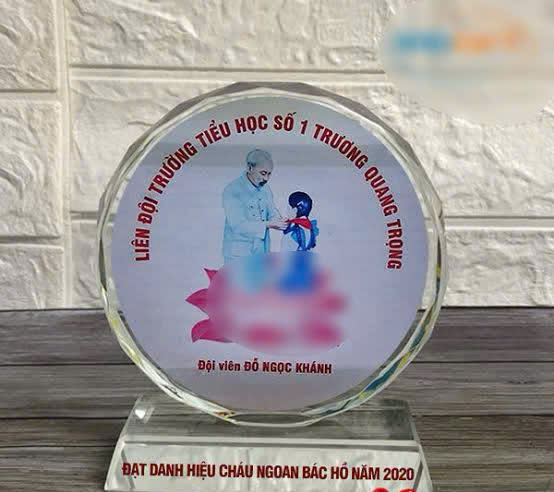 LIÊN ĐỘI TRƯỜNG TIỂU HỌC SỐ 1 TRƯƠNG QUANG TRỌNG
Đội viên ĐỖ NGỌC KHÁNH
ĐẠT DANH HIỆU CHÁU NGOAN BÁC HỒ NĂM 2020